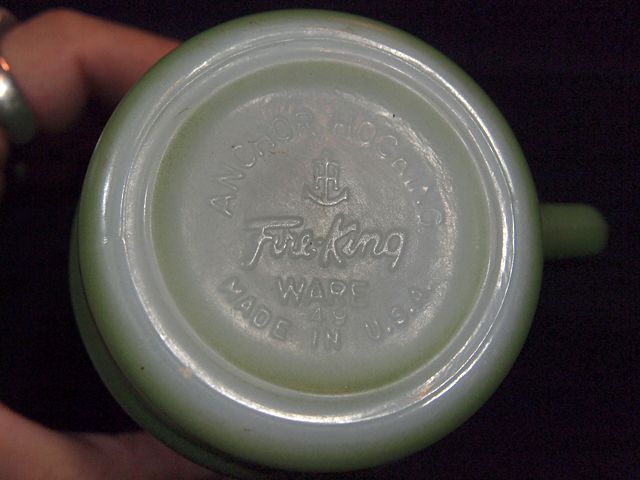 ANCHOR HOCKING
Fire-King
WARE
49
MADE IN U.S.A.